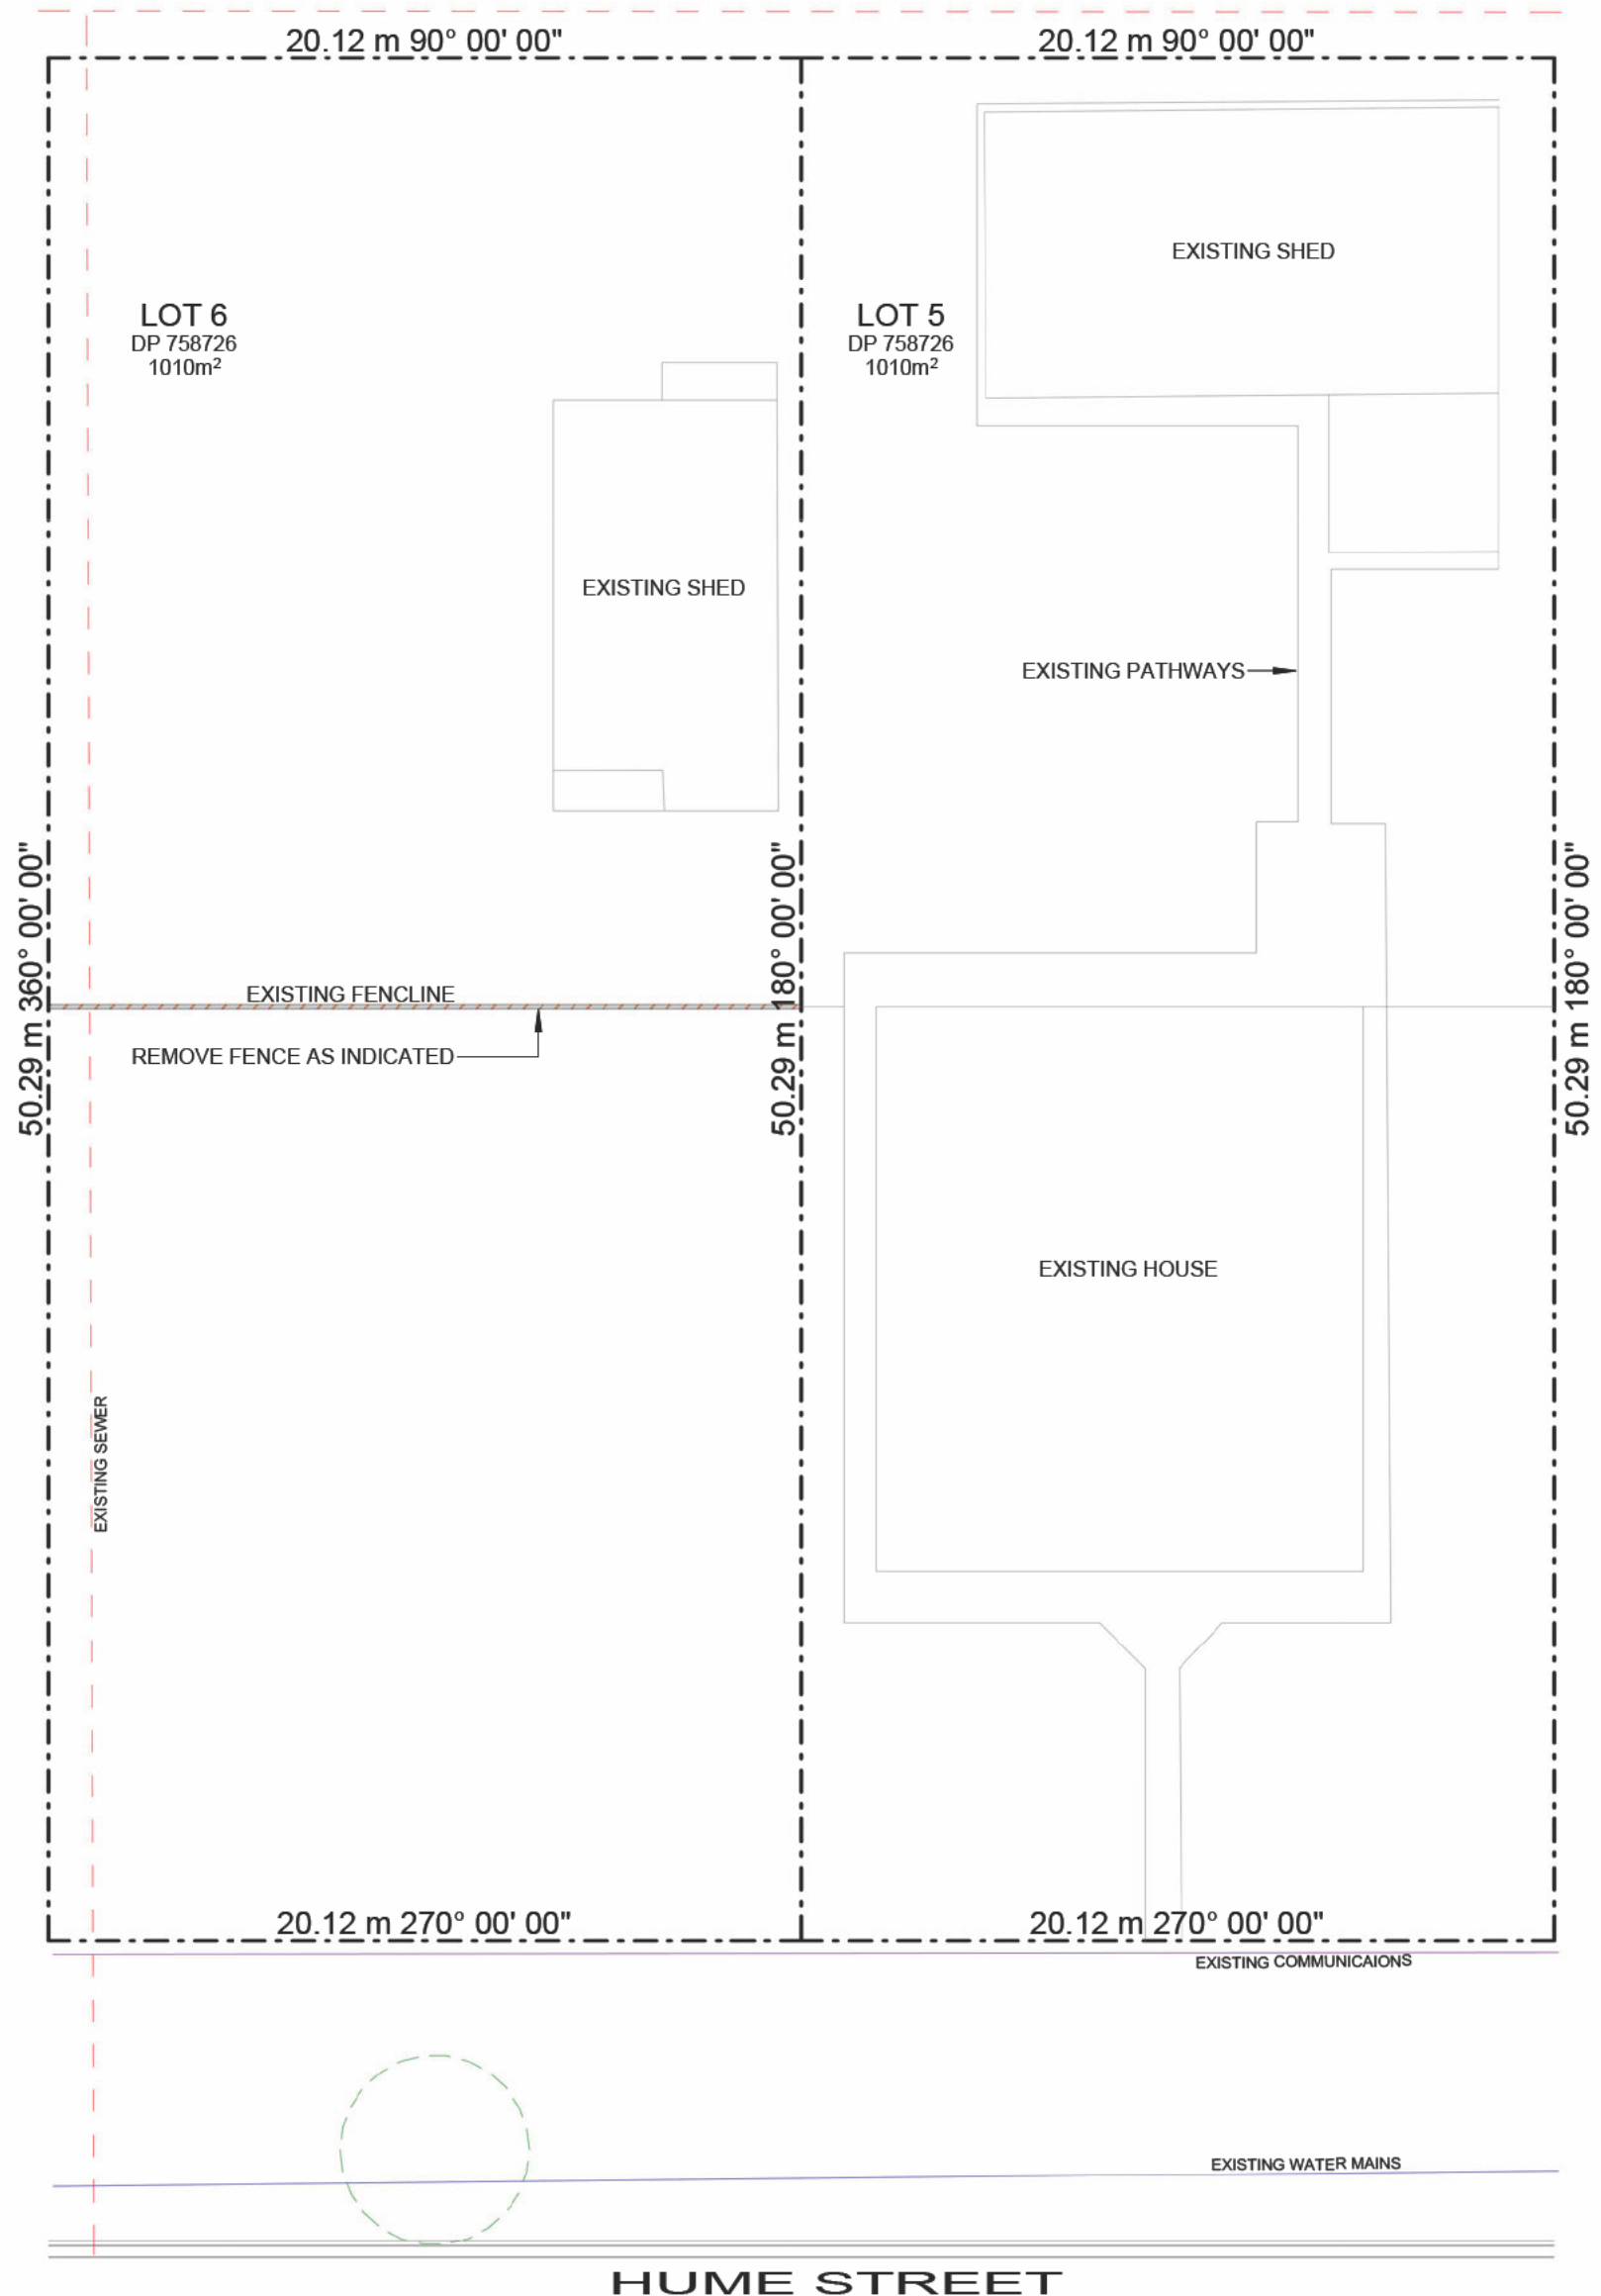 20.12 m 90° 00' 00"
20.12 m 90° 00' 00"
EXISTING SHED
LOT 6
DP 758726
1010m²
LOT 5
DP 758726
1010m²
EXISTING SHED
EXISTING PATHWAYS
50.29 m 360° 00' 00"
50.29 m 180° 00' 00"
50.29 m 180° 00' 00"
EXISTING FENCLINE
REMOVE FENCE AS INDICATED
EXISTING HOUSE
EXISTING SEWER
20.12 m 270° 00' 00"
20.12 m 270° 00' 00"
EXISTING COMMUNICAIONS
EXISTING WATER MAINS
HUME STREET